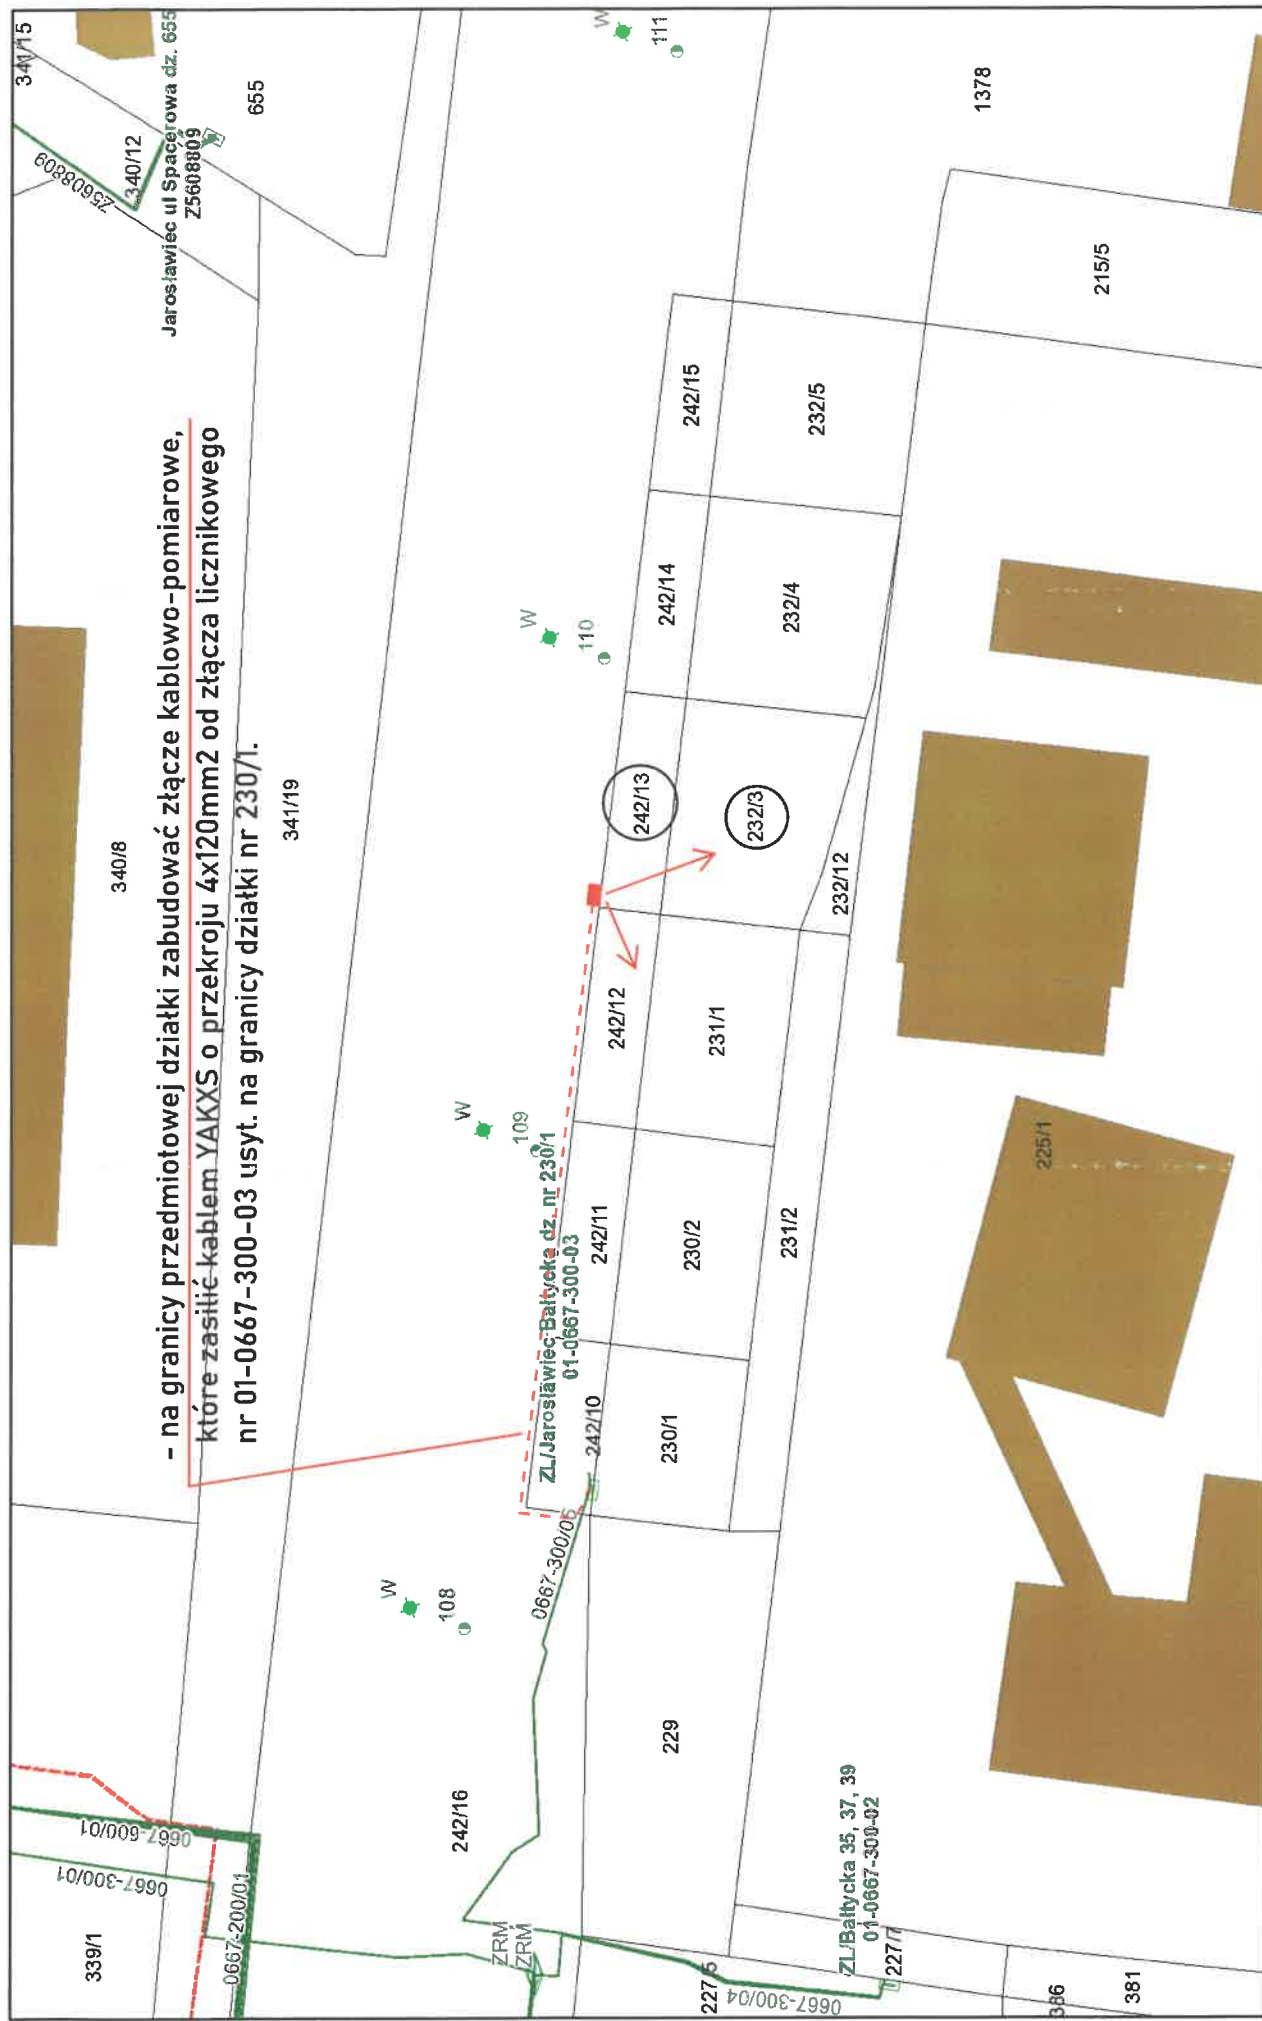 - na granicy przedmiotowej działki zabudować złącze kablowo-pomiarowe,
które zasilić kablem YAKXS o przekroju 4x120mm2 od złącza licznikowego
nr 01-0667-300-03 usyt. na granicy działki nr 230/1.
341/15
340/12
Z5608809
Jarosławiec ul Spacerowa dz. 655
Z5608809
655
340/8
341/19
339/1
0667-600/01
0667-300/01
0667-200/01
W
111
W
110
W
109
W
108
1378
215/5
242/15
232/5
242/14
232/4
242/13
232/3
232/12
242/12
231/1
242/11
230/2
231/2
ZL/Jarosławiec Bałtycka dz. nr 230/1
01-0667-300-03
242/10
230/1
0667-300/05
225/1
229
242/16
ZRM
ZRM
ZL/Bałtycka 35, 37, 39
01-0667-300-02
227/7
227/5
0667-300/04
386
381